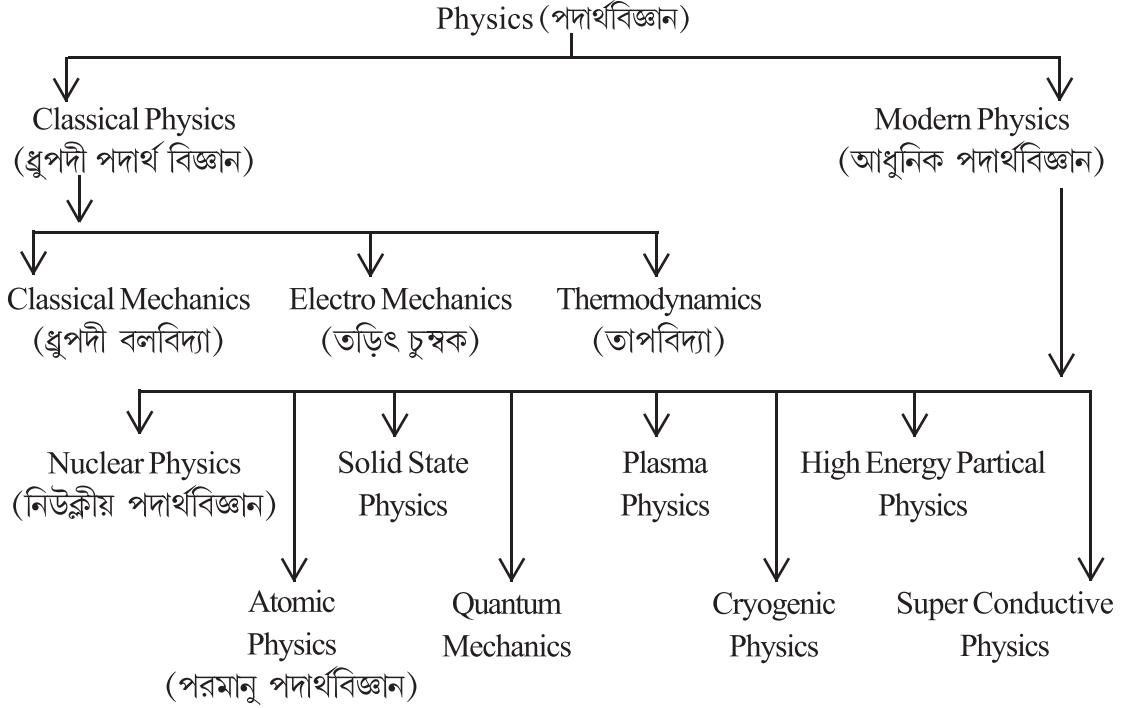 Physics (পদার্থবিজ্ঞান)
Classical Physics
(ধ্রুপদী পদার্থ বিজ্ঞান)
Modern Physics
(আধুনিক পদার্থবিজ্ঞান)
Classical Mechanics
(ধ্রুপদী বলবিদ্যা)
Electro Mechanics
(তড়িৎ চুম্বক)
Thermodynamics
(তাপবিদ্যা)
Nuclear Physics
(নিউক্লীয় পদার্থবিজ্ঞান)
Solid State
Physics
Plasma
Physics
High Energy Partical
Physics
Atomic
Physics
(পরমানু পদার্থবিজ্ঞান)
Quantum
Mechanics
Cryogenic
Physics
Super Conductive
Physics